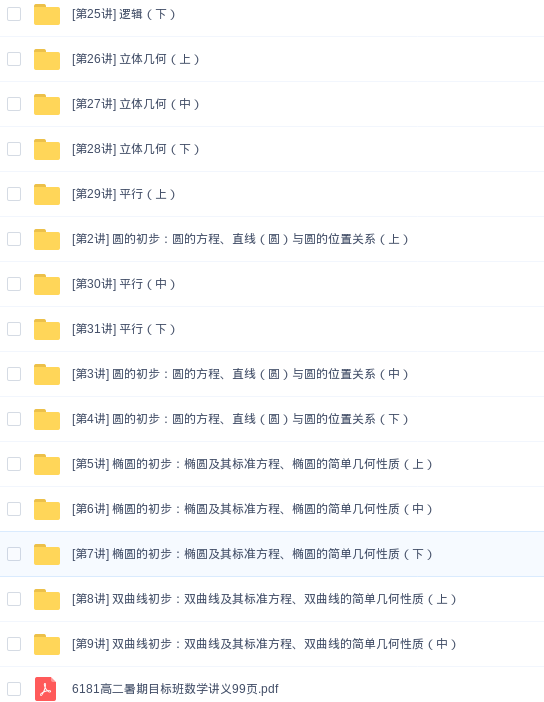 [第25讲] 逻辑（下）
[第26讲] 立体几何（上）
[第27讲] 立体几何（中）
[第28讲] 立体几何（下）
[第29讲] 平行（上）
[第2讲] 圆的初步：圆的方程、直线（圆）与圆的位置关系（上）
[第30讲] 平行（中）
[第31讲] 平行（下）
[第3讲] 圆的初步：圆的方程、直线（圆）与圆的位置关系（中）
[第4讲] 圆的初步：圆的方程、直线（圆）与圆的位置关系（下）
[第5讲] 椭圆的初步：椭圆及其标准方程、椭圆的简单几何性质（上）
[第6讲] 椭圆的初步：椭圆及其标准方程、椭圆的简单几何性质（中）
[第7讲] 椭圆的初步：椭圆及其标准方程、椭圆的简单几何性质（下）
[第8讲] 双曲线初步：双曲线及其标准方程、双曲线的简单几何性质（上）
[第9讲] 双曲线初步：双曲线及其标准方程、双曲线的简单几何性质（中）
6181高二暑期目标班数学讲义99页.pdf